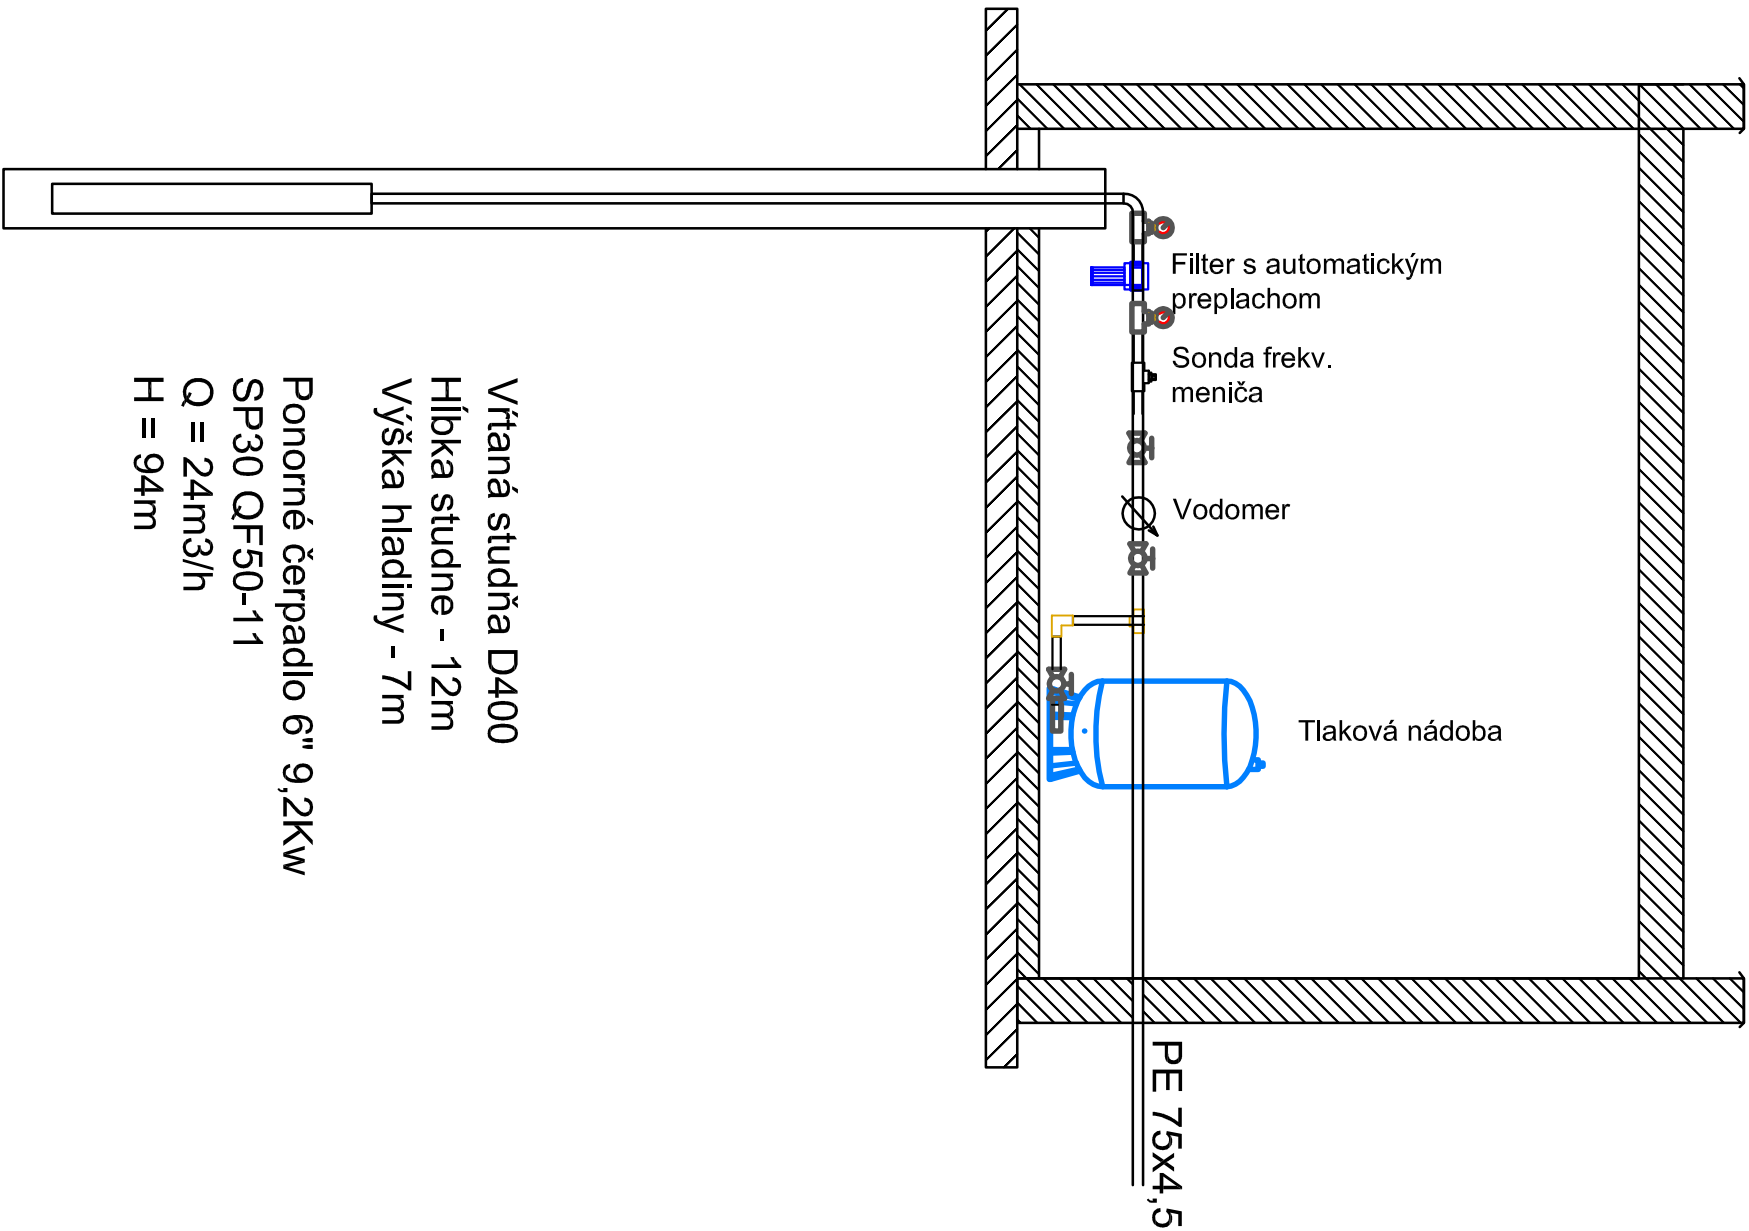 Filter s automatickým
preplachom
Sonda frekv.
meniča
Vodomer
Tlaková nádoba
PE 75x4,5
Vŕtaná studňa D400
Hĺbka studne - 12m
Výška hladiny - 7m
Ponorné čerpadlo 6" 9,2Kw
SP30 QF50-11
Q = 24m3/h
H = 94m